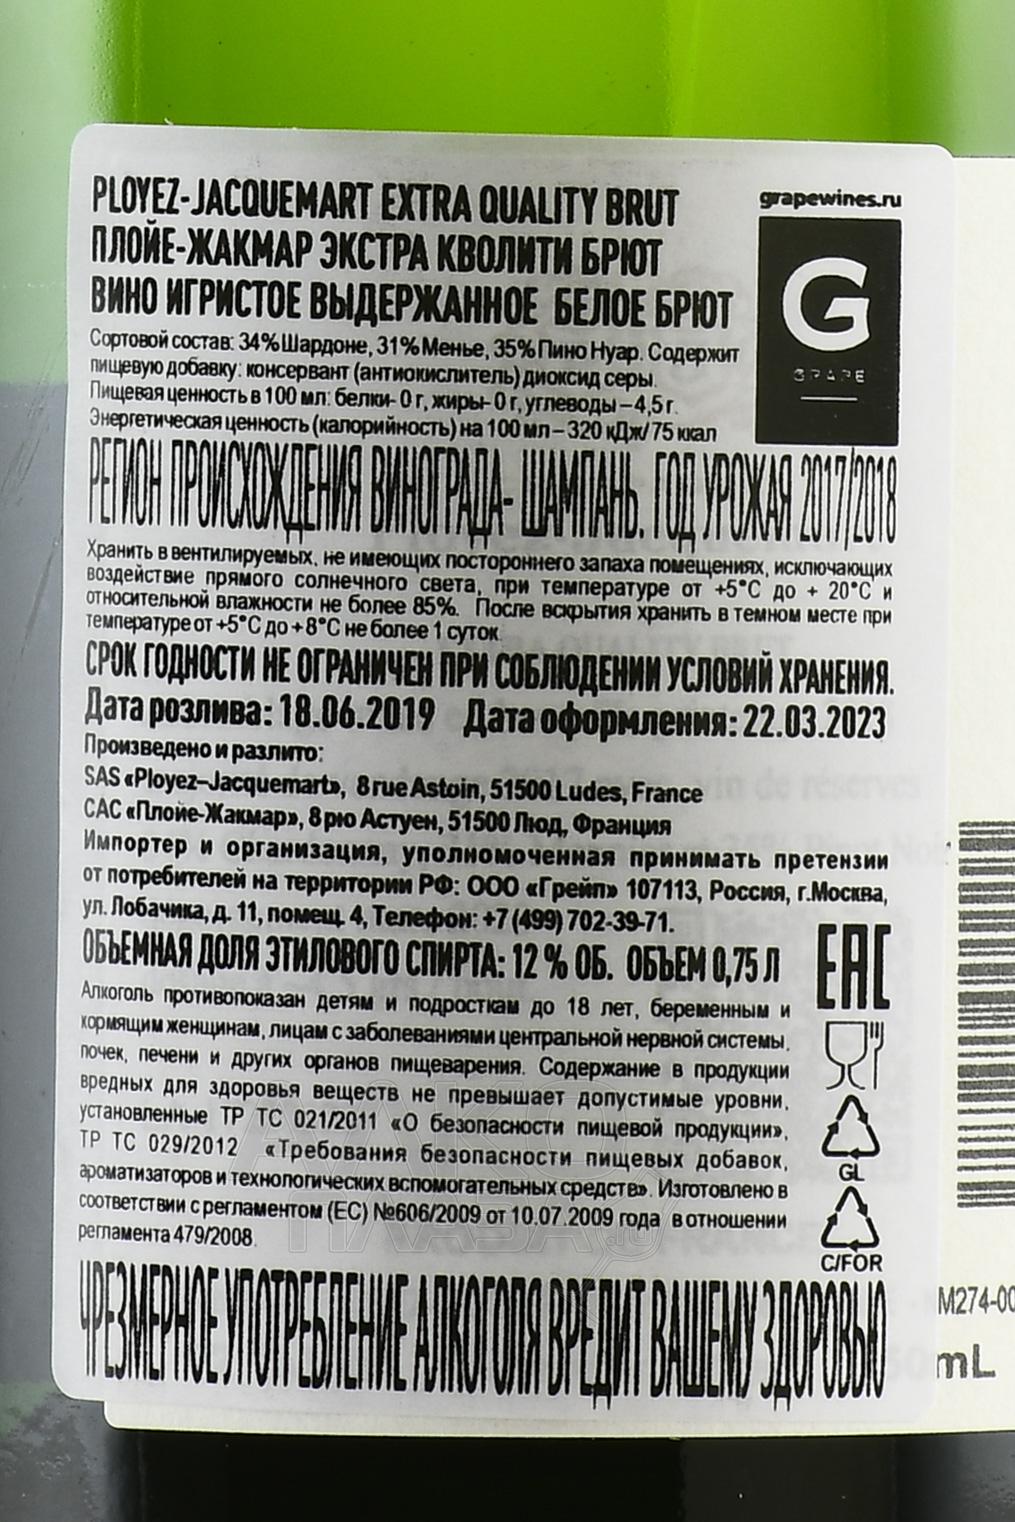 PLOYEZ-JACQUEMART EXTRA QUALITY BRUT
ПЛОЙЕ-ЖАКМАР ЭКСТРА КВОЛИТИ БРЮТ
ВИНО ИГРИСТОЕ ВЫДЕРЖАННОЕ БЕЛОЕ БРЮТ
grapewines.ru
G
GRAPE
Сортовой состав: 34% Шардоне, 31% Менье, 35% Пино Нуар. Содержит
пищевую добавку: консервант (антиокислитель) диоксид серы.
Пищевая ценность в 100 мл: белки- 0 г, жиры- 0 г, углеводы – 4,5 г.
Энергетическая ценность (калорийность) на 100 мл – 320 кДж/ 75 ккал
РЕГИОН ПРОИСХОЖДЕНИЯ ВИНОГРАДА- ШАМПАНЬ. ГОД УРОЖАЯ 2017/2018
Хранить в вентилируемых, не имеющих постороннего запаха помещениях, исключающих
воздействие прямого солнечного света, при температуре от +5°С до + 20°С и
относительной влажности не более 85%. После вскрытия хранить в темном месте при
температуре от +5°С до +8°С не более 1 суток.
СРОК ГОДНОСТИ НЕ ОГРАНИЧЕН ПРИ СОБЛЮДЕНИИ УСЛОВИЙ ХРАНЕНИЯ.
Дата розлива: 18.06.2019 Дата оформления: 22.03.2023
Произведено и разлито:
SAS «Ployez–Jacquemart», 8 rue Astoin, 51500 Ludes, France
САС «Плойе-Жакмар», 8 рю Астуен, 51500 Люд, Франция
Импортер и организация, уполномоченная принимать претензии
от потребителей на территории РФ: ООО «Грейп» 107113, Россия, г.Москва,
ул. Лобачика, д. 11, помещ. 4, Телефон: +7 (499) 702-39-71.
ОБЪЕМНАЯ ДОЛЯ ЭТИЛОВОГО СПИРТА: 12 % ОБ. ОБЪЕМ 0,75 Л
EAC
Алкоголь противопоказан детям и подросткам до 18 лет, беременным и
кормящим женщинам, лицам с заболеваниями центральной нервной системы,
почек, печени и других органов пищеварения. Содержание в продукции
вредных для здоровья веществ не превышает допустимые уровни,
установленные ТР ТС 021/2011 «О безопасности пищевой продукции»,
ТР ТС 029/2012 «Требования безопасности пищевых добавок,
ароматизаторов и технологических вспомогательных средств». Изготовлено в
соответствии с регламентом (ЕС) №606/2009 от 10.07.2009 года в отношении
регламента 479/2008.
GL
C/FOR
ЧРЕЗМЕРНОЕ УПОТРЕБЛЕНИЕ АЛКОГОЛЯ ВРЕДИТ ВАШЕМУ ЗДОРОВЬЮ
vin de réserves
M274-00
mL